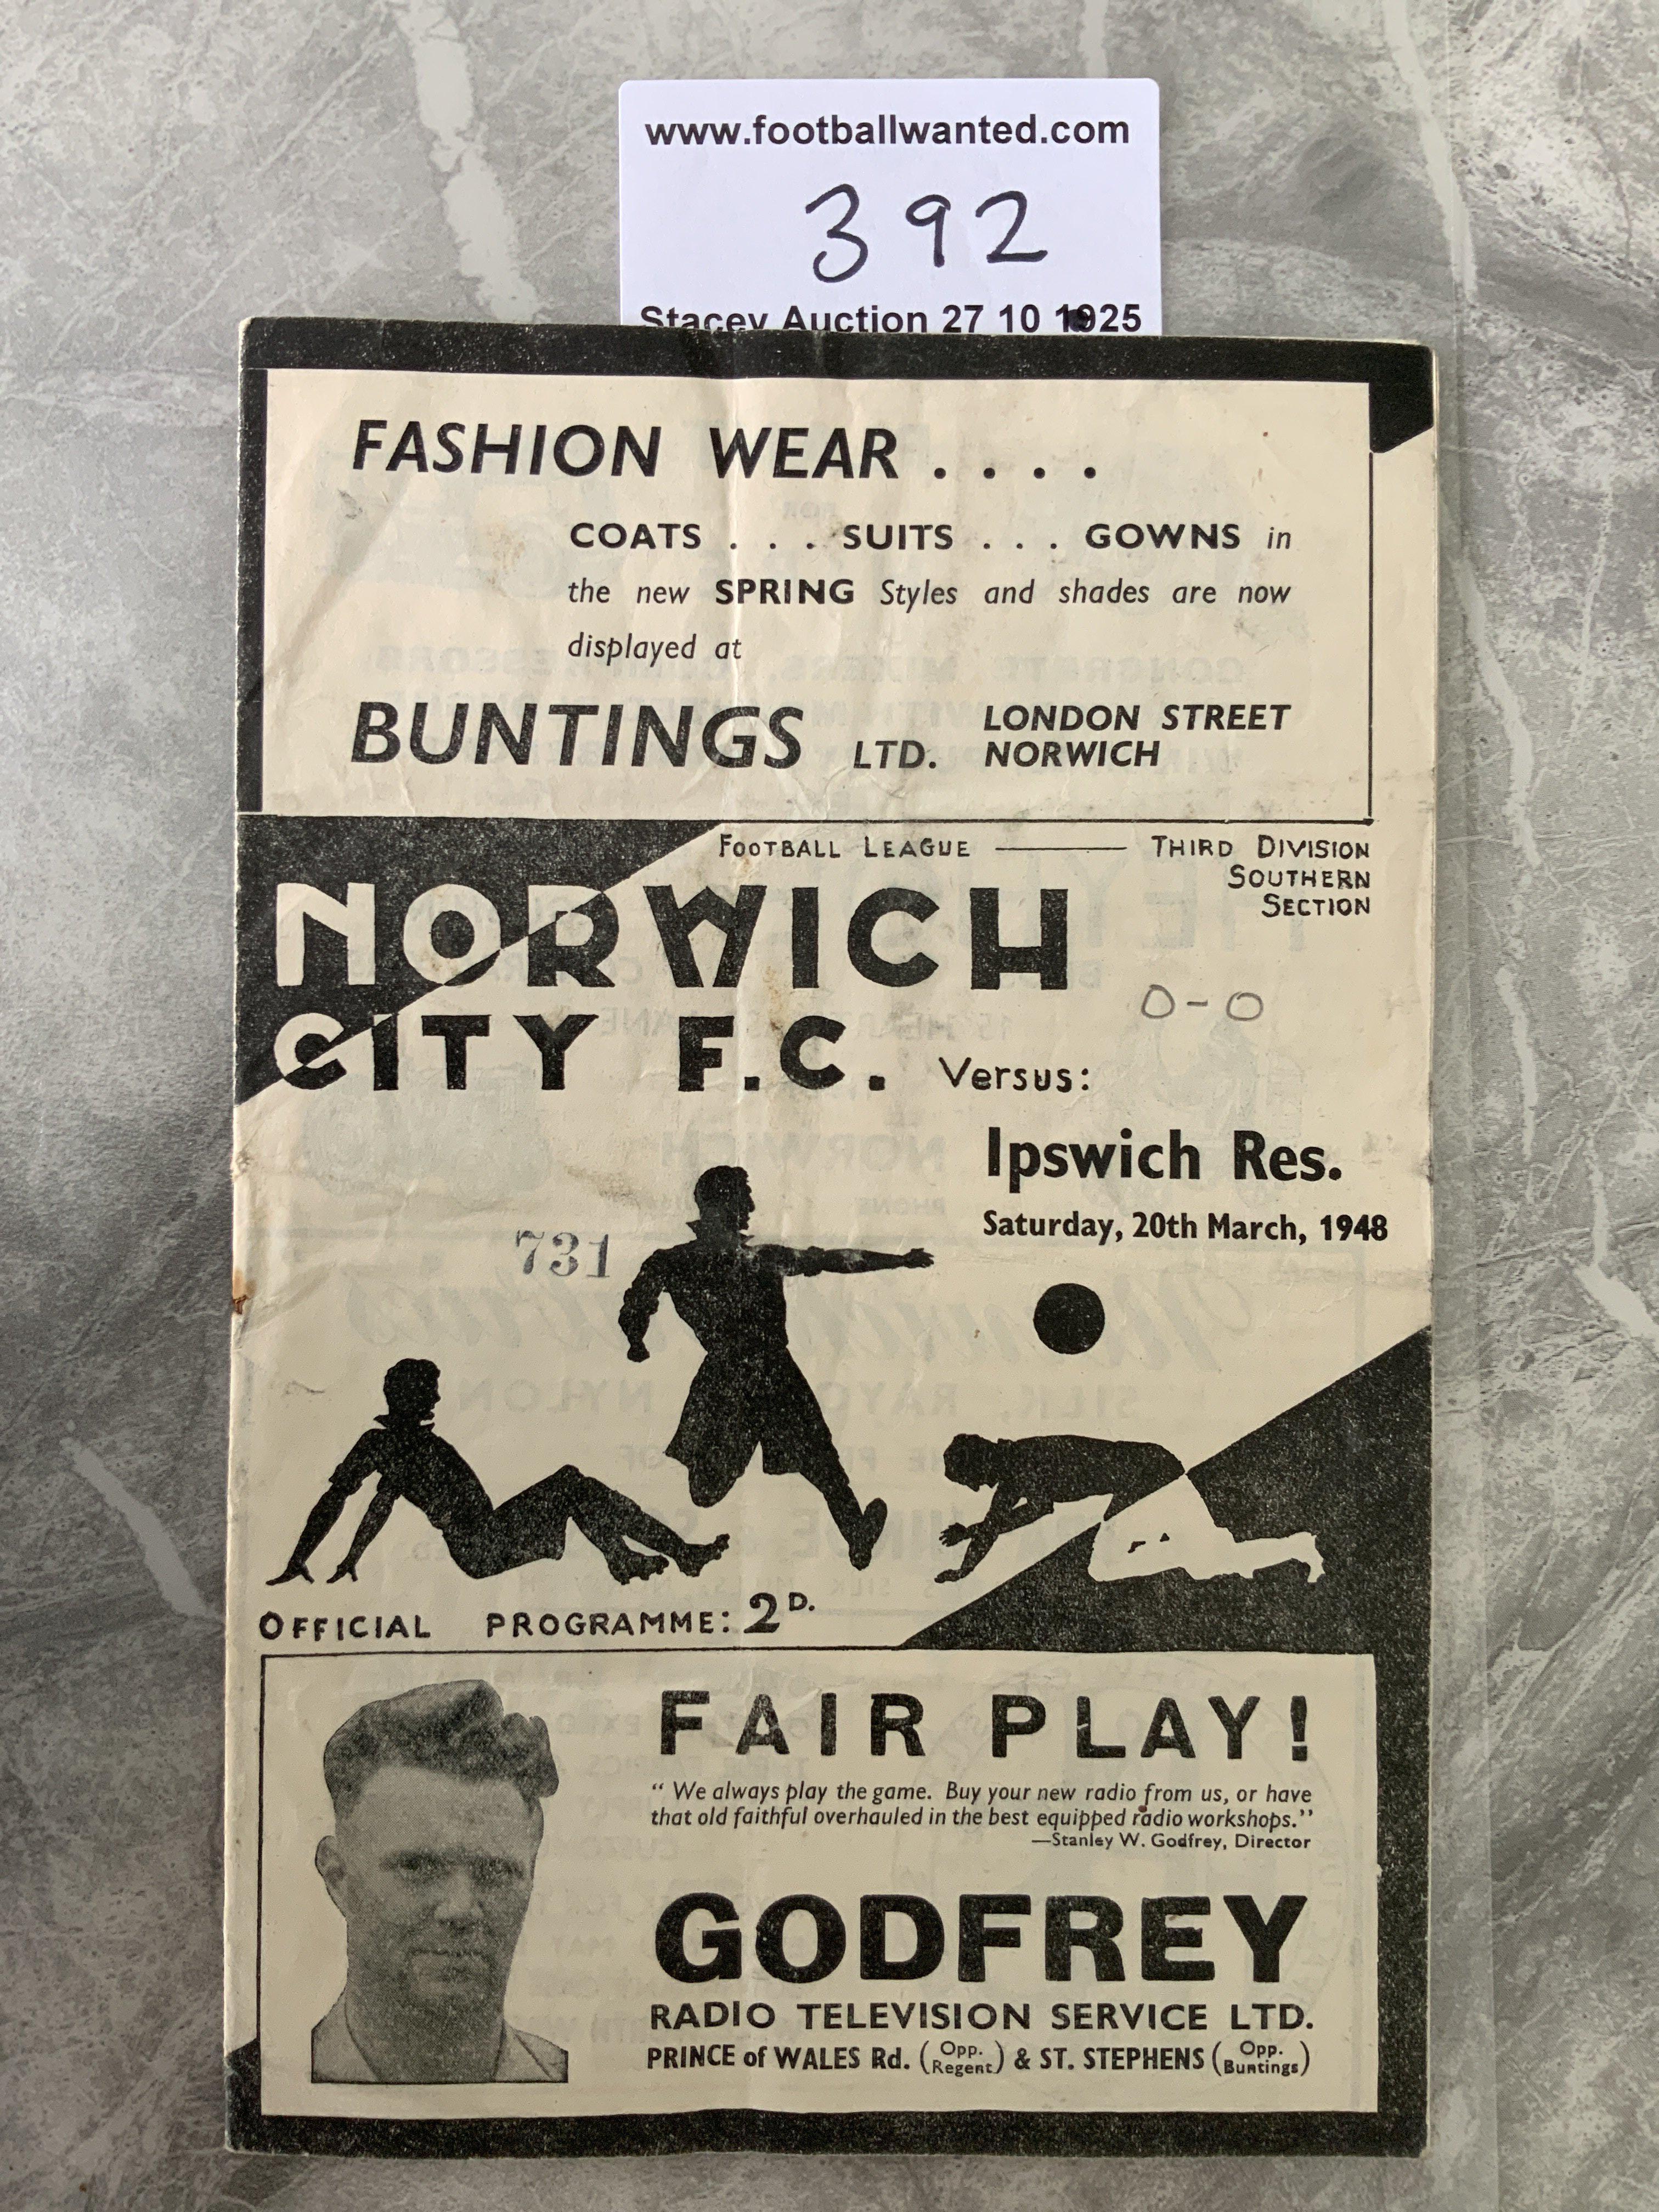 www.footballwanted.com
392
Stacey Auction 27 10 1925
FASHION WEAR . . . .
COATS . . . SUITS . . . GOWNS in
the new SPRING Styles and shades are now
displayed at
BUNTINGS LTD. LONDON STREET
NORWICH
FOOTBALL LEAGUE —— THIRD DIVISION
SOUTHERN
SECTION
NORWICH
0-0
CITY F.C. Versus:
Ipswich Res.
Saturday, 20th March, 1948
731
OFFICIAL PROGRAMME: 2D.
FAIR PLAY!
"We always play the game. Buy your new radio from us, or have
that old faithful overhauled in the best equipped radio workshops."
—Stanley W. Godfrey, Director
GODFREY
RADIO TELEVISION SERVICE LTD.
PRINCE of WALES Rd. (Opp. Regent) & ST. STEPHENS (Opp. Buntings)